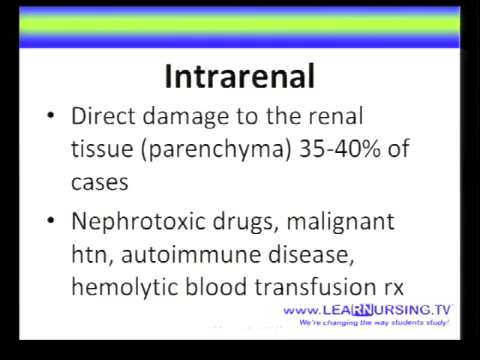 Intrarenal
• Direct damage to the renal
tissue (parenchyma) 35-40% of
cases
• Nephrotoxic drugs, malignant
htn, autoimmune disease,
hemolytic blood transfusion rx
www.LEARNURSING.TV
We're changing the way students study!